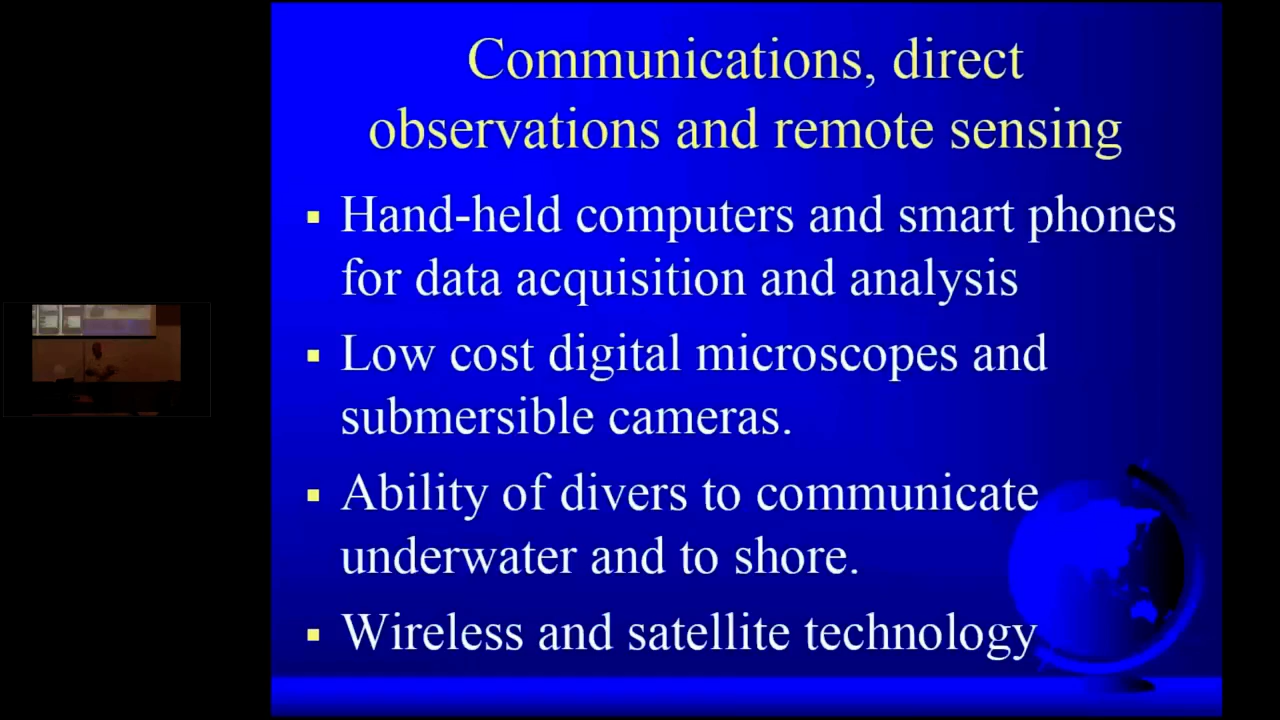 Communications, direct
observations and remote sensing
Hand-held computers and smart phones
for data acquisition and analysis
Low cost digital microscopes and
submersible cameras.
Ability of divers to communicate
underwater and to shore.
Wireless and satellite technology